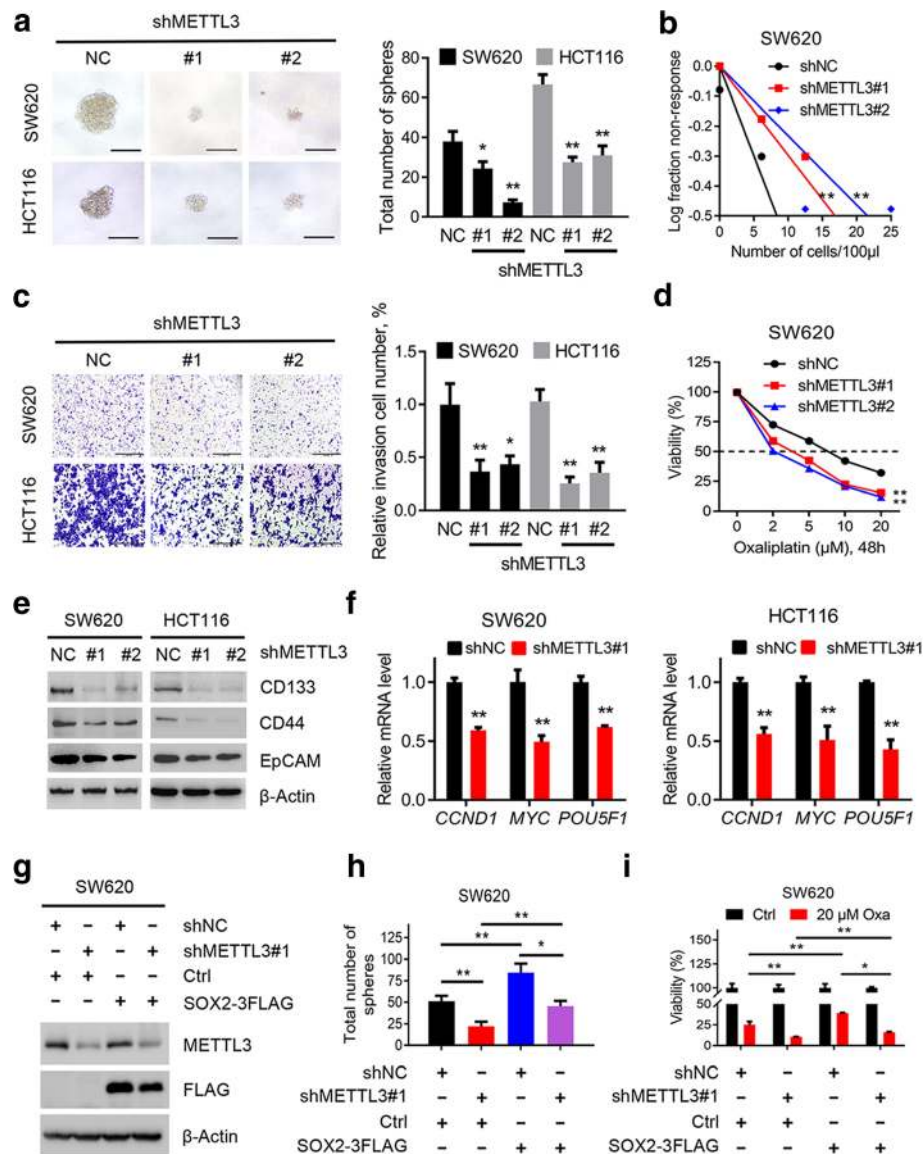 a
shMETTL3
NC #1 #2
SW620
HCT116
SW620 HCT116
Total number of spheres
80
60
40
20
0
* ** ** **
NC #1 #2 NC #1 #2
shMETTL3
b
SW620
shNC
shMETTL3#1
shMETTL3#2
Log fraction non-response
0.0
-0.1
-0.2
-0.3
-0.4
-0.5
** **
0 5 10 15 20 25
Number of cells/100μl
c
shMETTL3
NC #1 #2
SW620
HCT116
SW620 HCT116
Relative invasion cell number, %
1.5
1.0
0.5
0.0
** * ** **
NC #1 #2 NC #1 #2
shMETTL3
d
SW620
shNC
shMETTL3#1
shMETTL3#2
Viability (%)
125
100
75
50
25
0
**
**
0 2 5 10 20
Oxaliplatin (μM), 48h
e
SW620 HCT116
NC #1 #2 NC #1 #2 shMETTL3
CD133
CD44
EpCAM
β-Actin
f
SW620
shNC shMETTL3#1
Relative mRNA level
1.0
0.5
0.0
** ** **
CCND1 MYC POU5F1
HCT116
shNC shMETTL3#1
Relative mRNA level
1.0
0.5
0.0
** ** **
CCND1 MYC POU5F1
g
SW620
+ − + − shNC
− + − + shMETTL3#1
+ + − − Ctrl
− − + + SOX2-3FLAG
METTL3
FLAG
β-Actin
h
SW620
Total number of spheres
125
100
75
50
25
0
**
**
** *
shNC + − + −
shMETTL3#1 − + − +
Ctrl + + − −
SOX2-3FLAG − − + +
i
SW620
Ctrl 20 μM Oxa
Viability (%)
150
125
100
50
25
0
**
**
** *
shNC + − + −
shMETTL3#1 − + − +
Ctrl + + − −
SOX2-3FLAG − − + +